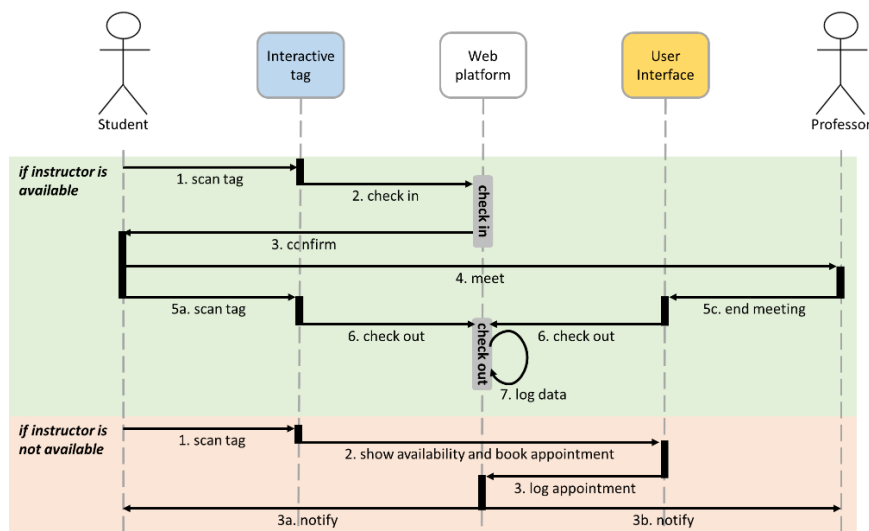 Interactive
tag
Web
platform
User
Interface
Student
Professor
if instructor is
available
1. scan tag
2. check in
check in
3. confirm
4. meet
5a. scan tag
5c. end meeting
6. check out
6. check out
check out
7. log data
if instructor is
not available
1. scan tag
2. show availability and book appointment
3. log appointment
3a. notify
3b. notify